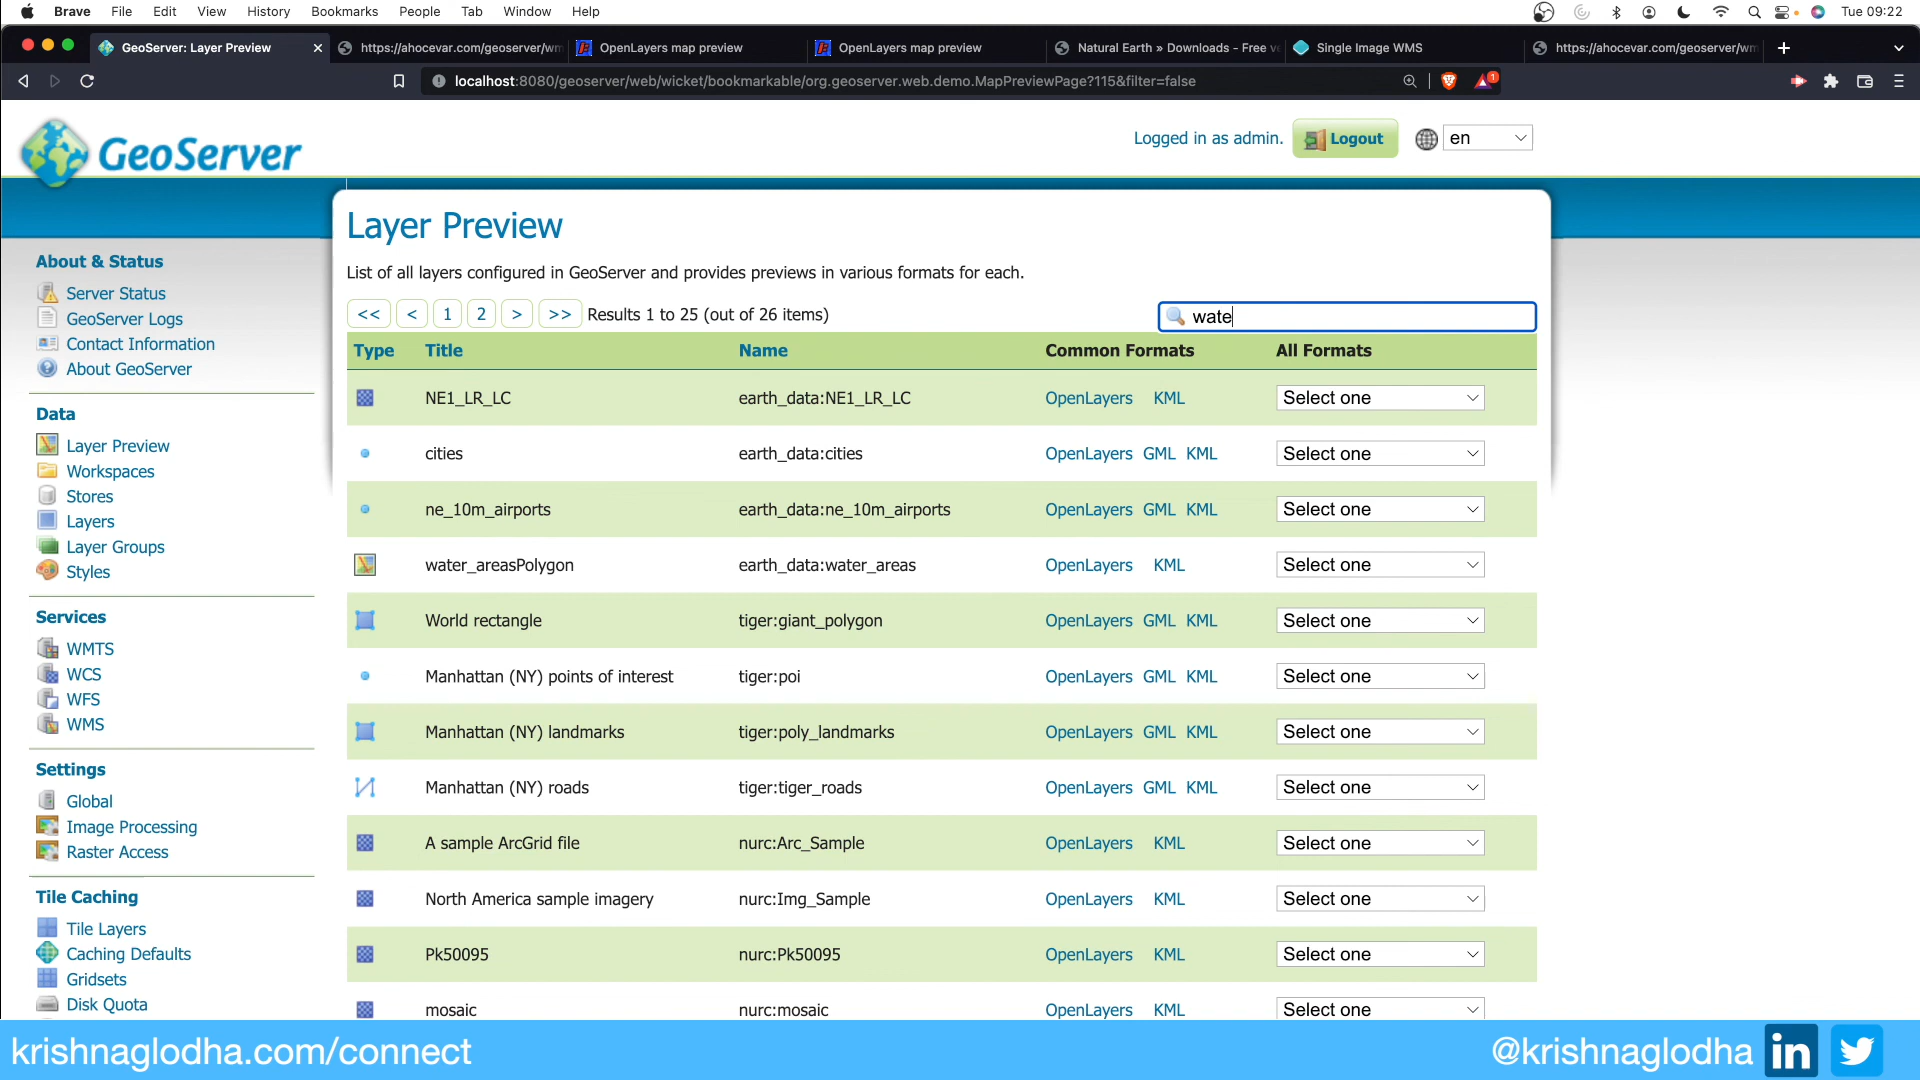 Brave File Edit View History Bookmarks People Tab Window Help Tue 09:22
GeoServer: Layer Preview https://ahocevar.com/geoserver/wm OpenLayers map preview OpenLayers map preview Natural Earth » Downloads - Free ve Single Image WMS https://ahocevar.com/geoserver/wm
localhost:8080/geoserver/web/wicket/bookmarkable/org.geoserver.web.demo.MapPreviewPage?115&filter=false 1
GeoServer
Logged in as admin. Logout en
Layer Preview
List of all layers configured in GeoServer and provides previews in various formats for each.
<< < 1 2 > >> Results 1 to 25 (out of 26 items) wate
Type Title Name Common Formats All Formats
NE1_LR_LC earth_data:NE1_LR_LC OpenLayers KML Select one
cities earth_data:cities OpenLayers GML KML Select one
ne_10m_airports earth_data:ne_10m_airports OpenLayers GML KML Select one
water_areasPolygon earth_data:water_areas OpenLayers KML Select one
World rectangle tiger:giant_polygon OpenLayers GML KML Select one
Manhattan (NY) points of interest tiger:poi OpenLayers GML KML Select one
Manhattan (NY) landmarks tiger:poly_landmarks OpenLayers GML KML Select one
Manhattan (NY) roads tiger:tiger_roads OpenLayers GML KML Select one
A sample ArcGrid file nurc:Arc_Sample OpenLayers KML Select one
North America sample imagery nurc:Img_Sample OpenLayers KML Select one
Pk50095 nurc:Pk50095 OpenLayers KML Select one
mosaic nurc:mosaic OpenLayers KML Select one
About & Status
Server Status
GeoServer Logs
Contact Information
About GeoServer
Data
Layer Preview
Workspaces
Stores
Layers
Layer Groups
Styles
Services
WMTS
WCS
WFS
WMS
Settings
Global
Image Processing
Raster Access
Tile Caching
Tile Layers
Caching Defaults
Gridsets
Disk Quota
krishnaglodha.com/connect @krishnaglodha in